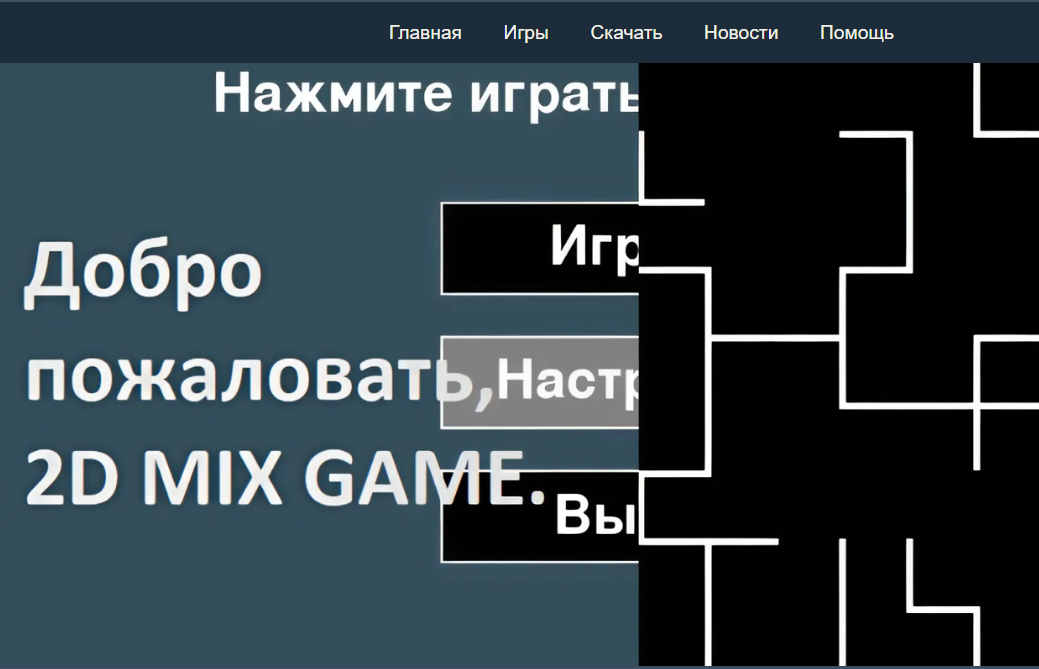 Главная Игры Скачать Новости Помощь
Нажмите играть
Игр
Добро
пожаловать,
Настр
2D MIX GAME.
Вы